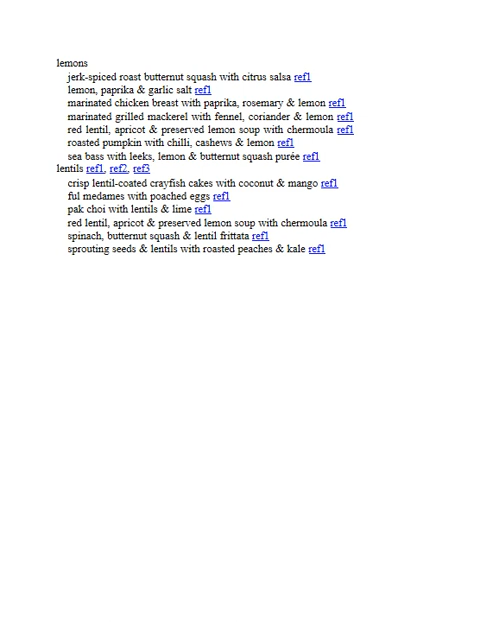 lemons
jerk-spiced roast butternut squash with citrus salsa ref1
lemon, paprika & garlic salt ref1
marinated chicken breast with paprika, rosemary & lemon ref1
marinated grilled mackerel with fennel, coriander & lemon ref1
red lentil, apricot & preserved lemon soup with chermoula ref1
roasted pumpkin with chilli, cashews & lemon ref1
sea bass with leeks, lemon & butternut squash purée ref1
lentils ref1, ref2, ref3
crisp lentil-coated crayfish cakes with coconut & mango ref1
ful medames with poached eggs ref1
pak choi with lentils & lime ref1
red lentil, apricot & preserved lemon soup with chermoula ref1
spinach, butternut squash & lentil frittata ref1
sprouting seeds & lentils with roasted peaches & kale ref1